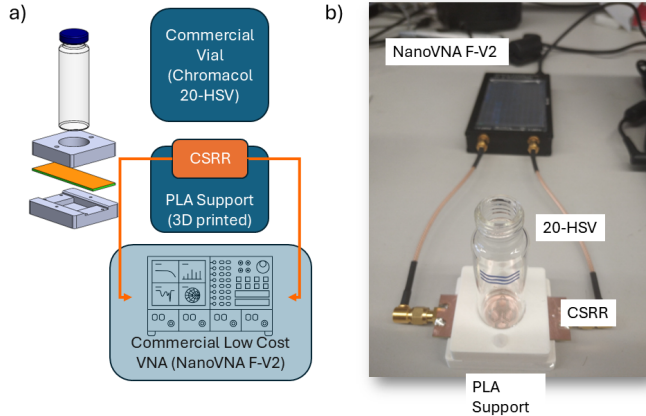 a)
Commercial
Vial
(Chromacol
20-HSV)
CSRR
PLA Support
(3D printed)
Commercial Low Cost
VNA (NanoVNA F-V2)
b)
NanoVNA F-V2
20-HSV
CSRR
PLA
Support